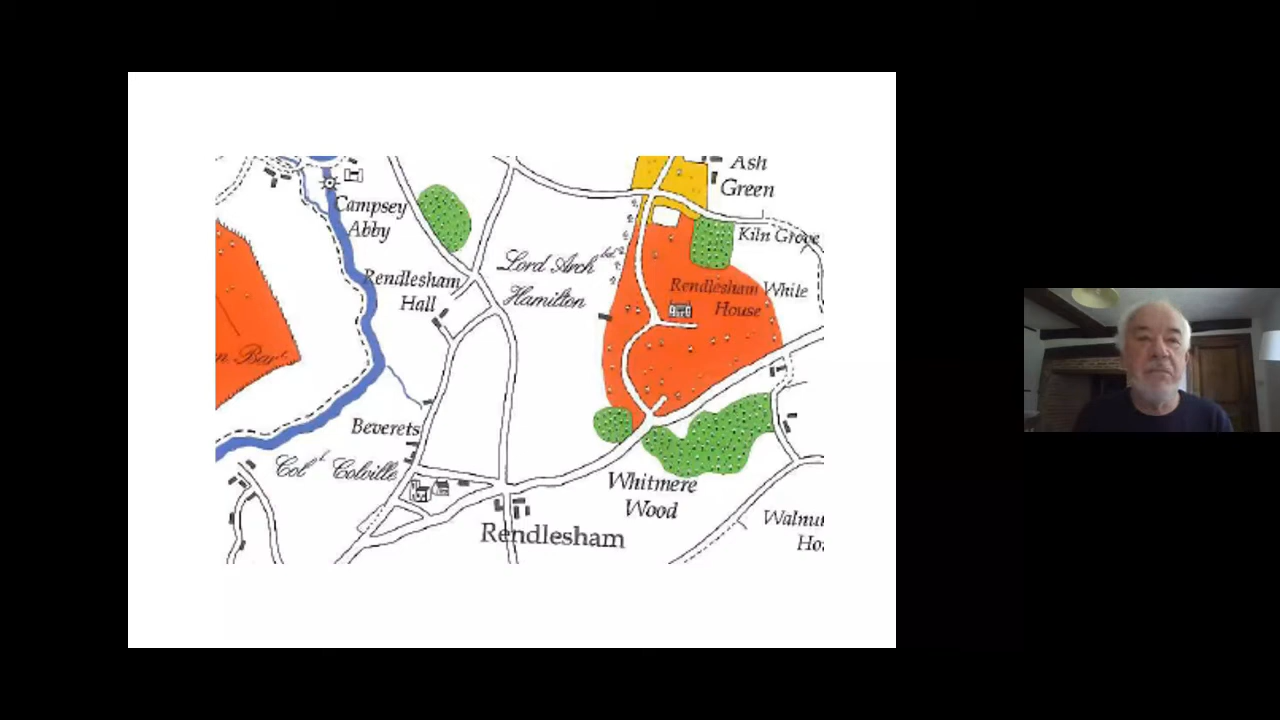 Ash
Green
Campsey
Abby
Kiln Grove
Lord Arch bd
Hamilton
Rendlesham
Hall
Rendlesham White
House
Beverets
Col l Colville
Whitmere
Wood
Rendlesham